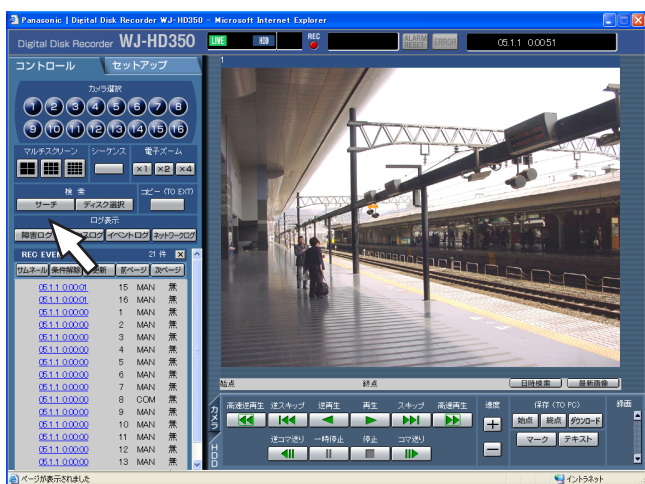 Panasonic | Digital Disk Recorder WJ-HD350 - Microsoft Internet Explorer
Digital Disk Recorder WJ-HD350
LIVE HDD REC ALARM RESET ERROR 05.1.1 0:00:51
コントロール セットアップ
1
カメラ選択
1 2 3 4 5 6 7 8
9 10 11 12 13 14 15 16
マルチスクリーン シーケンス 電子ズーム
×1 ×2 ×4
検索 コピー (TO EXT)
サーチ ディスク選択
ログ表示
障害ログ イベントログ ネットワークログ
REC EVEN 21 件 X
サムネール 条件解除 更新 前ページ 次ページ
05.1.1 0:00:01 15 MAN 無
05.1.1 0:00:01 16 MAN 無
05.1.1 0:00:00 1 MAN 無
05.1.1 0:00:00 2 MAN 無
05.1.1 0:00:00 3 MAN 無
05.1.1 0:00:00 4 MAN 無
05.1.1 0:00:00 5 MAN 無
05.1.1 0:00:00 6 MAN 無
05.1.1 0:00:00 7 MAN 無
05.1.1 0:00:00 8 COM 無
05.1.1 0:00:00 9 MAN 無
05.1.1 0:00:00 10 MAN 無
05.1.1 0:00:00 11 MAN 無
05.1.1 0:00:00 12 MAN 無
05.1.1 0:00:00 13 MAN 無
始点 終点 日時検索 最新画像
カメラ
HDD
高速逆再生 逆スキップ 逆再生 再生 スキップ 高速再生 速度 保存 (TO PC) 録画
始点 終点 ダウンロード
逆コマ送り 一時停止 停止 コマ送り
マーク テキスト
ページが表示されました イントラネット